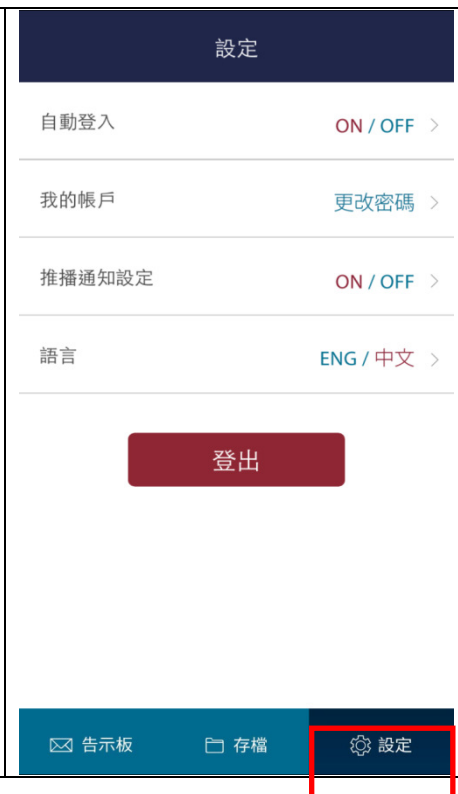 設定
自動登入 ON / OFF
我的帳戶 更改密碼
推播通知設定 ON / OFF
語言 ENG / 中文
登出
告示板 存檔 設定